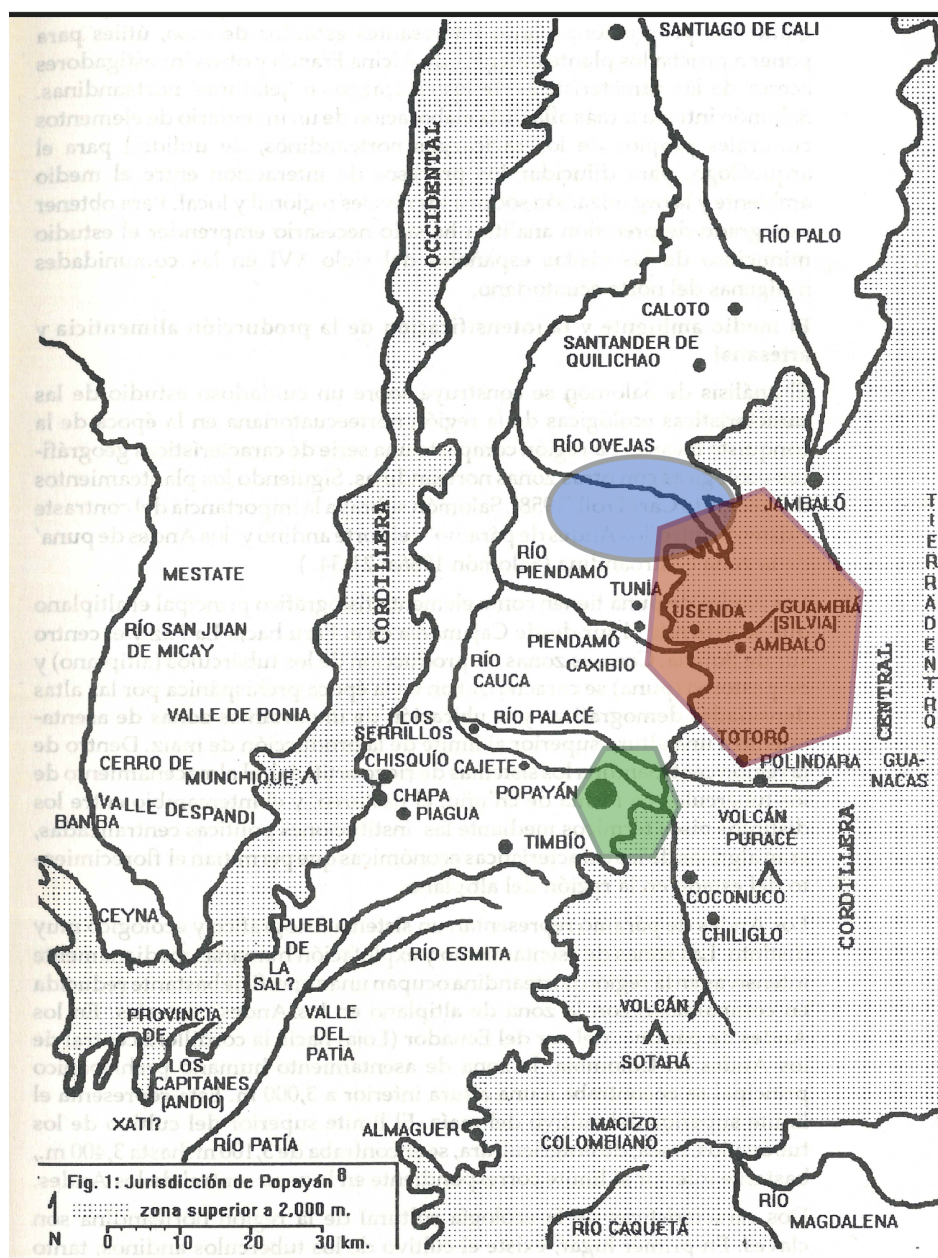 SANTIAGO DE CALI
OCCIDENTAL
RÍO PALO
CALOTO
SANTANDER DE
QUILICHAO
RÍO OVEJAS
JAMBALÓ
TIERRADENTRO
RÍO
PIENDAMÓ
TUNÍA
USENDA
GUAMBÍA
[SILVIA]
AMBALÓ
PIENDAMÓ
CAXIBIO
MESTATE
RÍO SAN JUAN
DE MICAY
CORDILLERA
RÍO
CAUCA
CENTRAL
VALLE DE PONIA
LOS
SERRILLOS
RÍO PALACÉ
TOTORÓ
CERRO DE
MUNCHIQUE
CHISQUÍO
CAJETE
POLINDARA
GUA-
NACAS
VALLE DESPANDI
BANBA
CHAPA
PIAGUA
POPAYÁN
VOLCÁN
PURACÉ
TIMBÍO
COCONUCO
CORDILLERA
CEYNA
PUEBLO
DE
LA
SAL?
CHILIGLO
RÍO ESMITA
PROVINCIA
DE
LOS
CAPITANES
[ANDIO]
VALLE
DEL
PATÍA
VOLCÁN
SOTARÁ
XATI?
RÍO PATÍA
ALMAGUER
MACIZO
COLOMBIANO
Fig. 1: Jurisdicción de Popayán 8
zona superior a 2,000 m.
N 0 10 20 30 km.
RÍO CAQUETÁ
RÍO
MAGDALENA